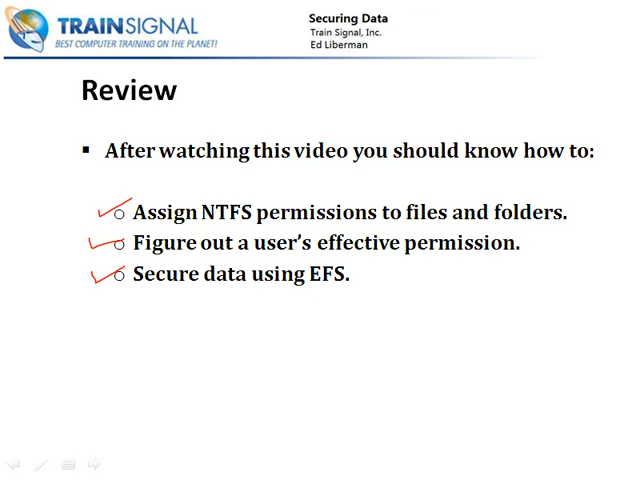 TRAINSIGNAL
BEST COMPUTER TRAINING ON THE PLANET!
Securing Data
Train Signal, Inc.
Ed Liberman
Review
▪ After watching this video you should know how to:
○ Assign NTFS permissions to files and folders.
○ Figure out a user's effective permission.
○ Secure data using EFS.